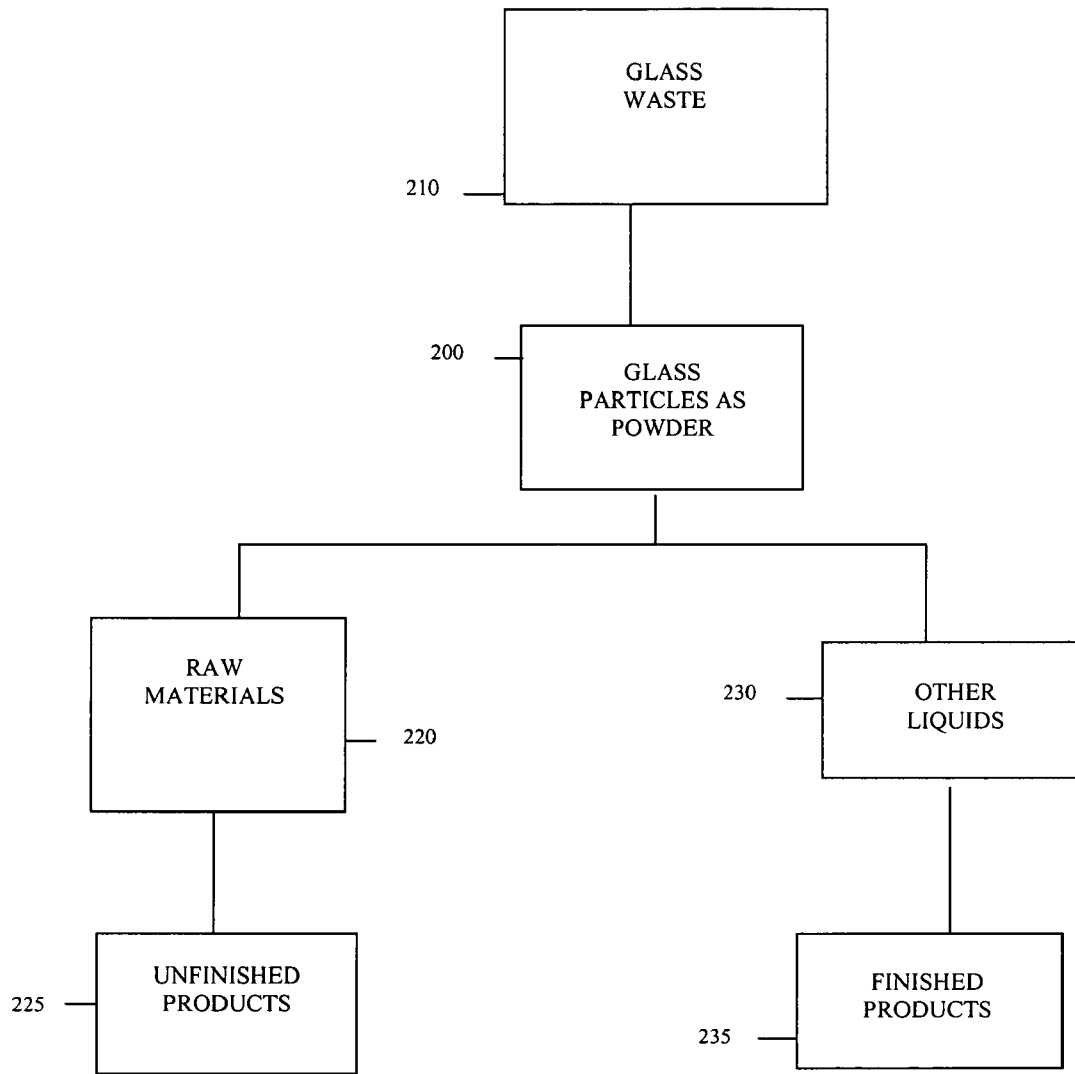 GLASS
WASTE
210
200
GLASS
PARTICLES AS
POWDER
RAW
MATERIALS
220
230
OTHER
LIQUIDS
UNFINISHED
PRODUCTS
225
FINISHED
PRODUCTS
235